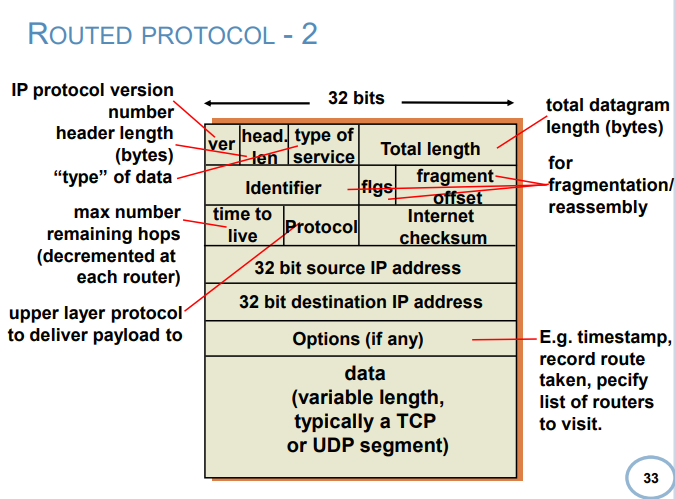 ROUTED PROTOCOL - 2
IP protocol version
number
header length
(bytes)
“type” of data
max number
remaining hops
(decremented at
each router)
upper layer protocol
to deliver payload to
32 bits
ver
head.
len
type of
service
Total length
Identifier
flgs
fragment
offset
time to
live
Protocol
Internet
checksum
32 bit source IP address
32 bit destination IP address
Options (if any)
data
(variable length,
typically a TCP
or UDP segment)
total datagram
length (bytes)
for
fragmentation/
reassembly
E.g. timestamp,
record route
taken, pecify
list of routers
to visit.
33